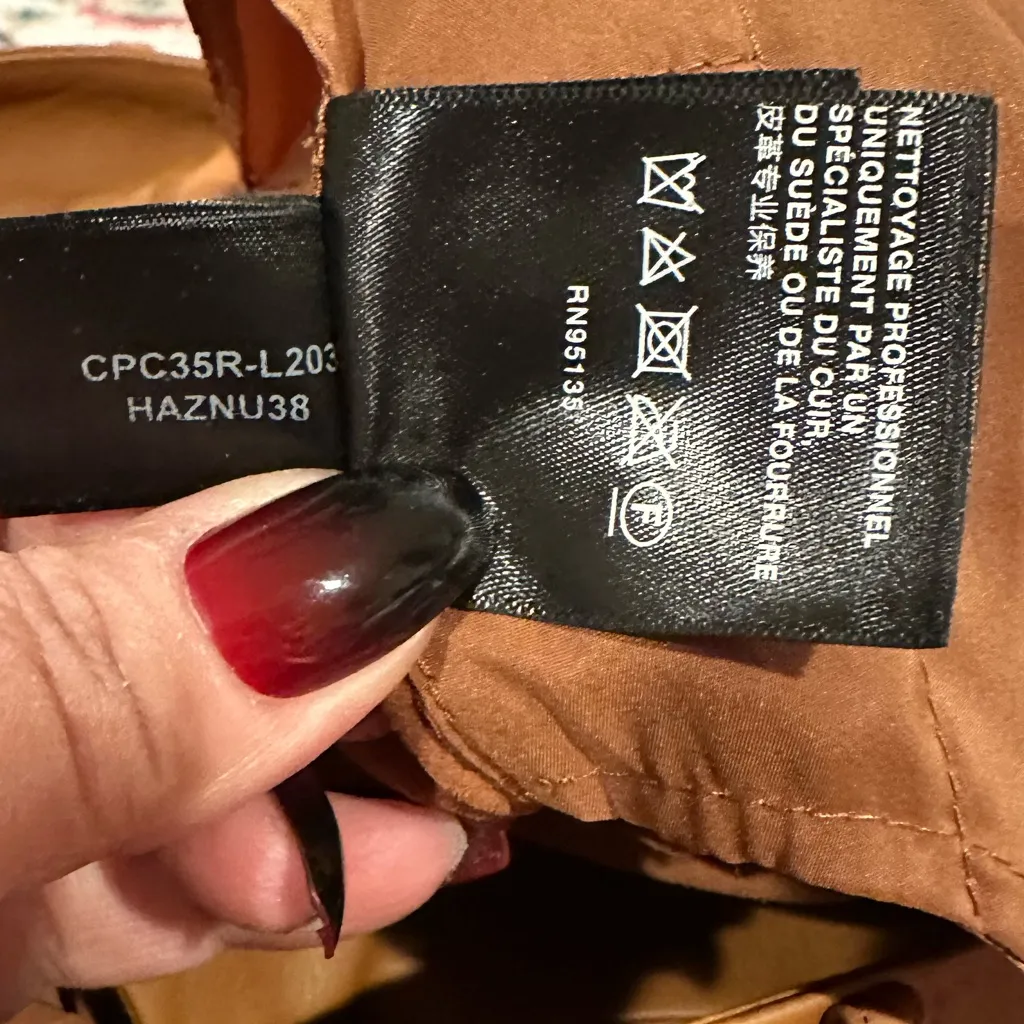 CPC35R-L203
HAZNU38
NETTOYAGE PROFESSIONNEL
UNIQUEMENT PAR UN
SPÉCIALISTE DU CUIR,
DU SUÈDE OU DE LA FOURRURE
皮革专业保养
F
RN95135